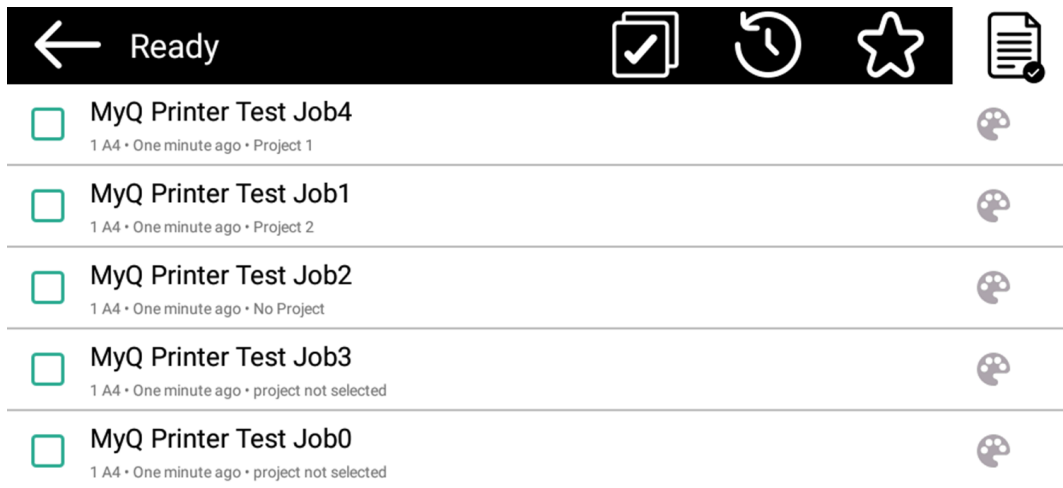 Ready
MyQ Printer Test Job4
1 A4 • One minute ago • Project 1
MyQ Printer Test Job1
1 A4 • One minute ago • Project 2
MyQ Printer Test Job2
1 A4 • One minute ago • No Project
MyQ Printer Test Job3
1 A4 • One minute ago • project not selected
MyQ Printer Test Job0
1 A4 • One minute ago • project not selected